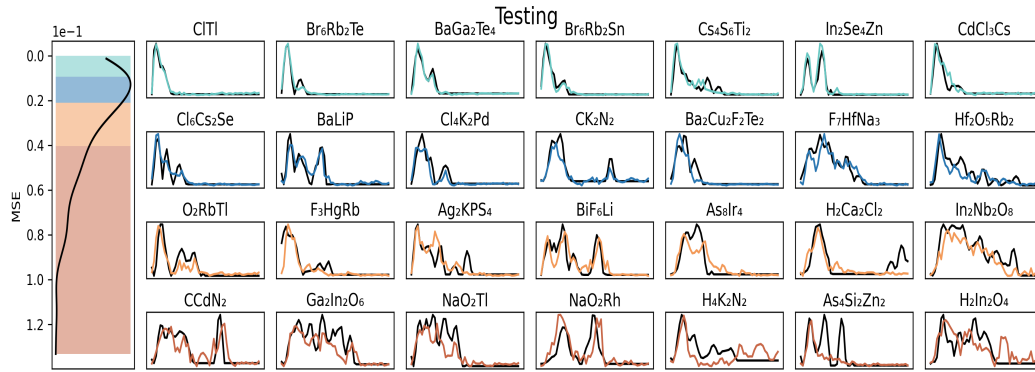 Testing
1e−1
ClTl Br₆Rb₂Te BaGa₂Te₄ Br₆Rb₂Sn Cs₄S₆Ti₂ In₂Se₄Zn CdCl₃Cs
0.0
0.2
Cl₆Cs₂Se BaLiP Cl₄K₂Pd CK₂N₂ Ba₂Cu₂F₂Te₂ F₇HfNa₃ Hf₂O₅Rb₂
0.4
0.6
MSE
O₂RbTl F₃HgRb Ag₂KPS₄ BiF₆Li As₈Ir₄ H₂Ca₂Cl₂ In₂Nb₂O₈
0.8
1.0
CCdN₂ Ga₂In₂O₆ NaO₂Tl NaO₂Rh H₄K₂N₂ As₄Si₂Zn₂ H₂In₂O₄
1.2